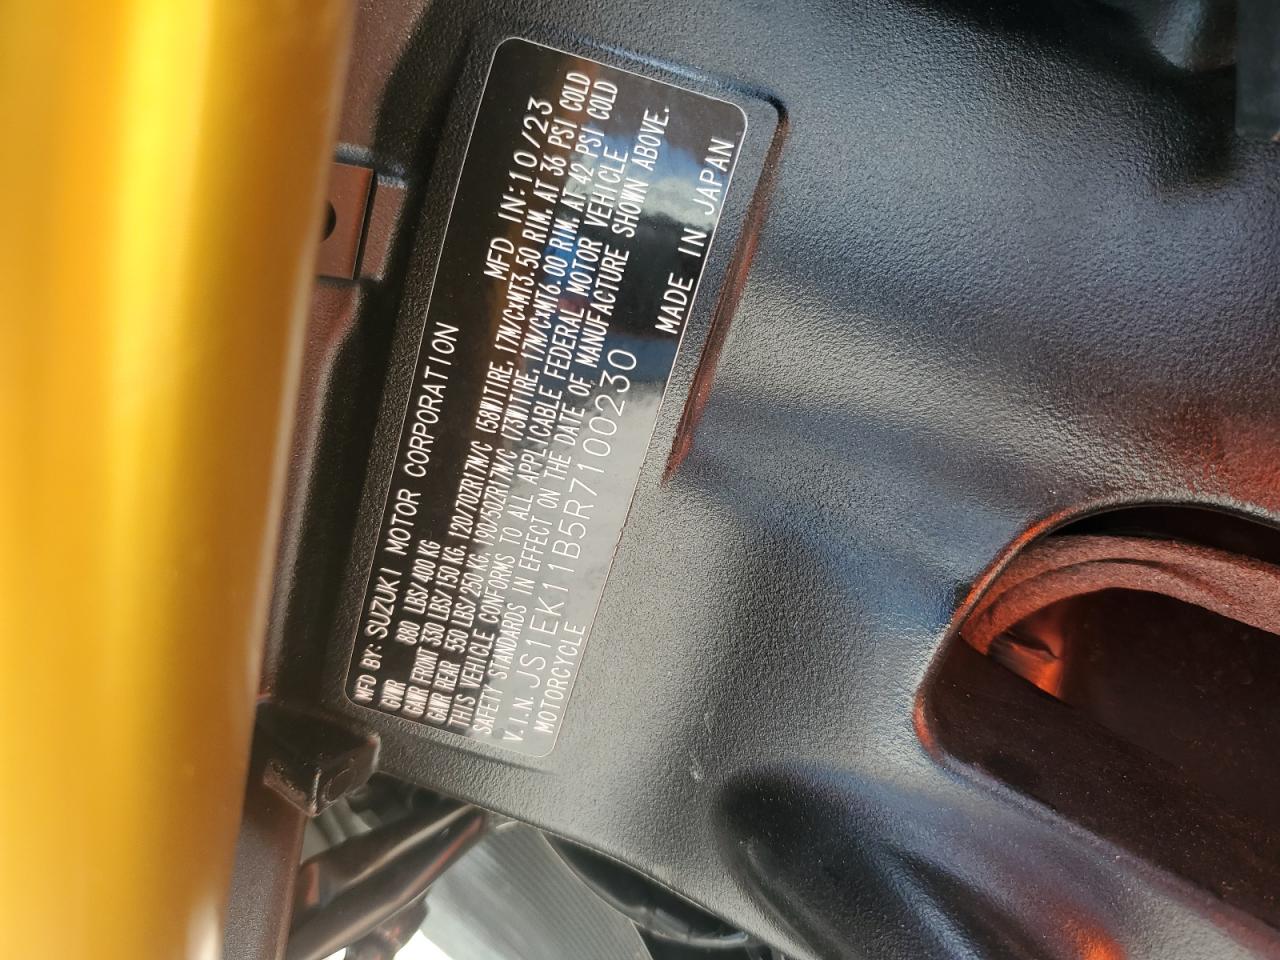 MFD BY: SUZUKI MOTOR CORPORATION MFD IN: 10/23
GVWR 880 LBS/400 KG
GAWR FRONT 330 LBS/150 KG, 120/70ZR17M/C (58W)TIRE, 17M/C×MT3.50 RIM, AT 36 PSI COLD
GAWR REAR 550 LBS/250 KG, 190/50ZR17M/C (73W)TIRE, 17M/C×MT6.00 RIM, AT 42 PSI COLD
THIS VEHICLE CONFORMS TO ALL APPLICABLE FEDERAL MOTOR VEHICLE
SAFETY STANDARDS IN EFFECT ON THE DATE OF MANUFACTURE SHOWN ABOVE.
V.I.N. JS1EK11B5R7100230
MOTORCYCLE MADE IN JAPAN